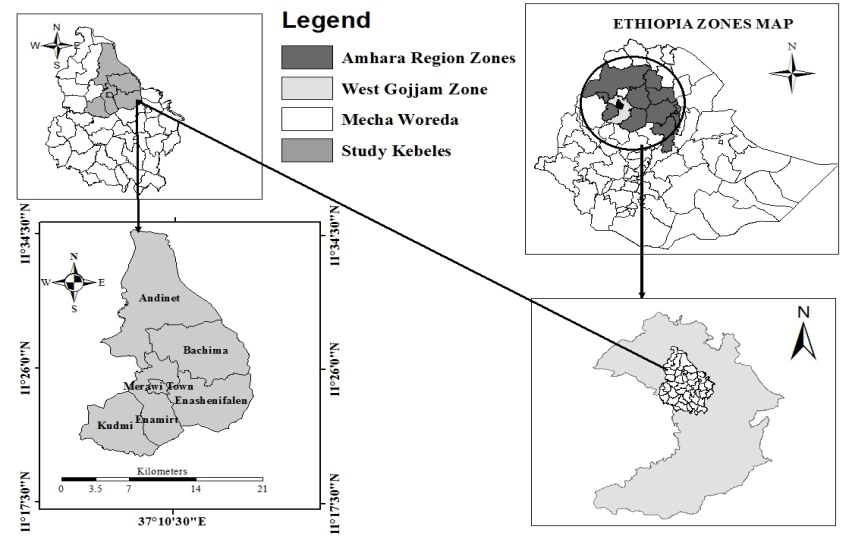 N
W E
S
Legend
Amhara Region Zones
West Gojjam Zone
Mecha Woreda
Study Kebeles
ETHIOPIA ZONES MAP
N
11°34'30"N
11°34'30"N
N
W E
S
Andinet
Bachima
11°26'0"N
11°26'0"N
Merawi Town
Enashenifalen
Kudmi
Enamirt
Kilometers
0 3.5 7 14 21
11°17'30"N
11°17'30"N
37°10'30"E
N